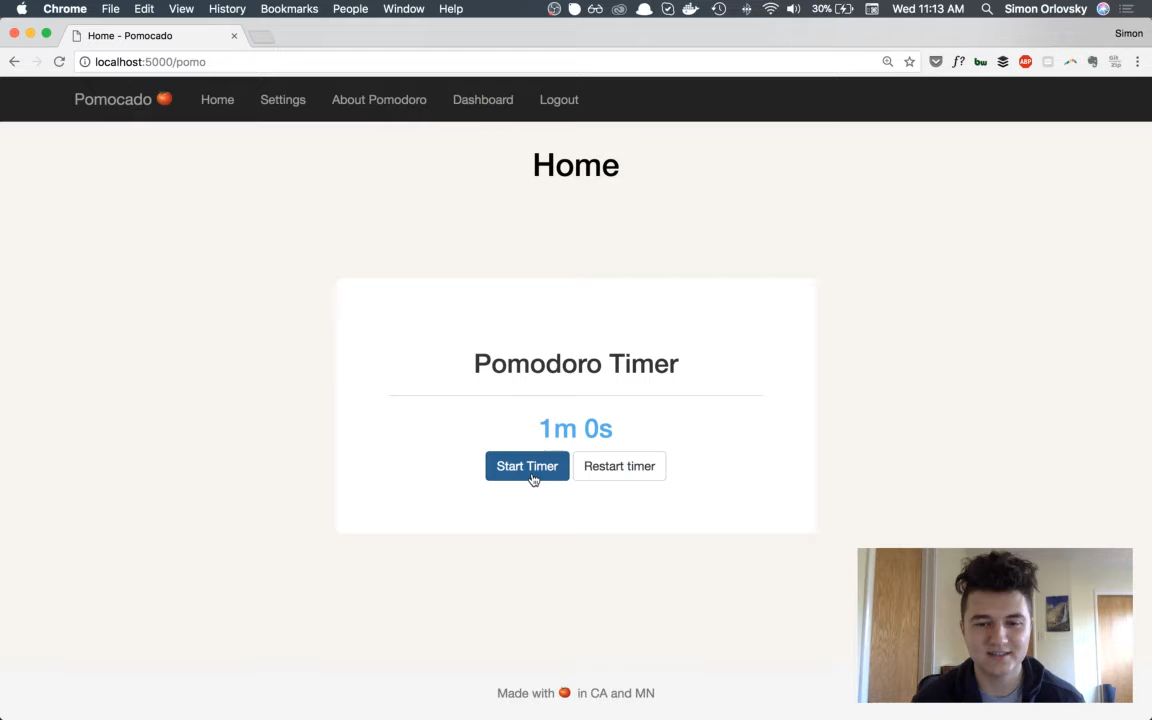 Chrome File Edit View History Bookmarks People Window Help 30% Wed 11:13 AM Simon Orlovsky
Home - Pomocado Simon
localhost:5000/pomo f? bw ABP
Pomocado Home Settings About Pomodoro Dashboard Logout
Home
Pomodoro Timer
1m 0s
Start Timer Restart timer
Made with in CA and MN